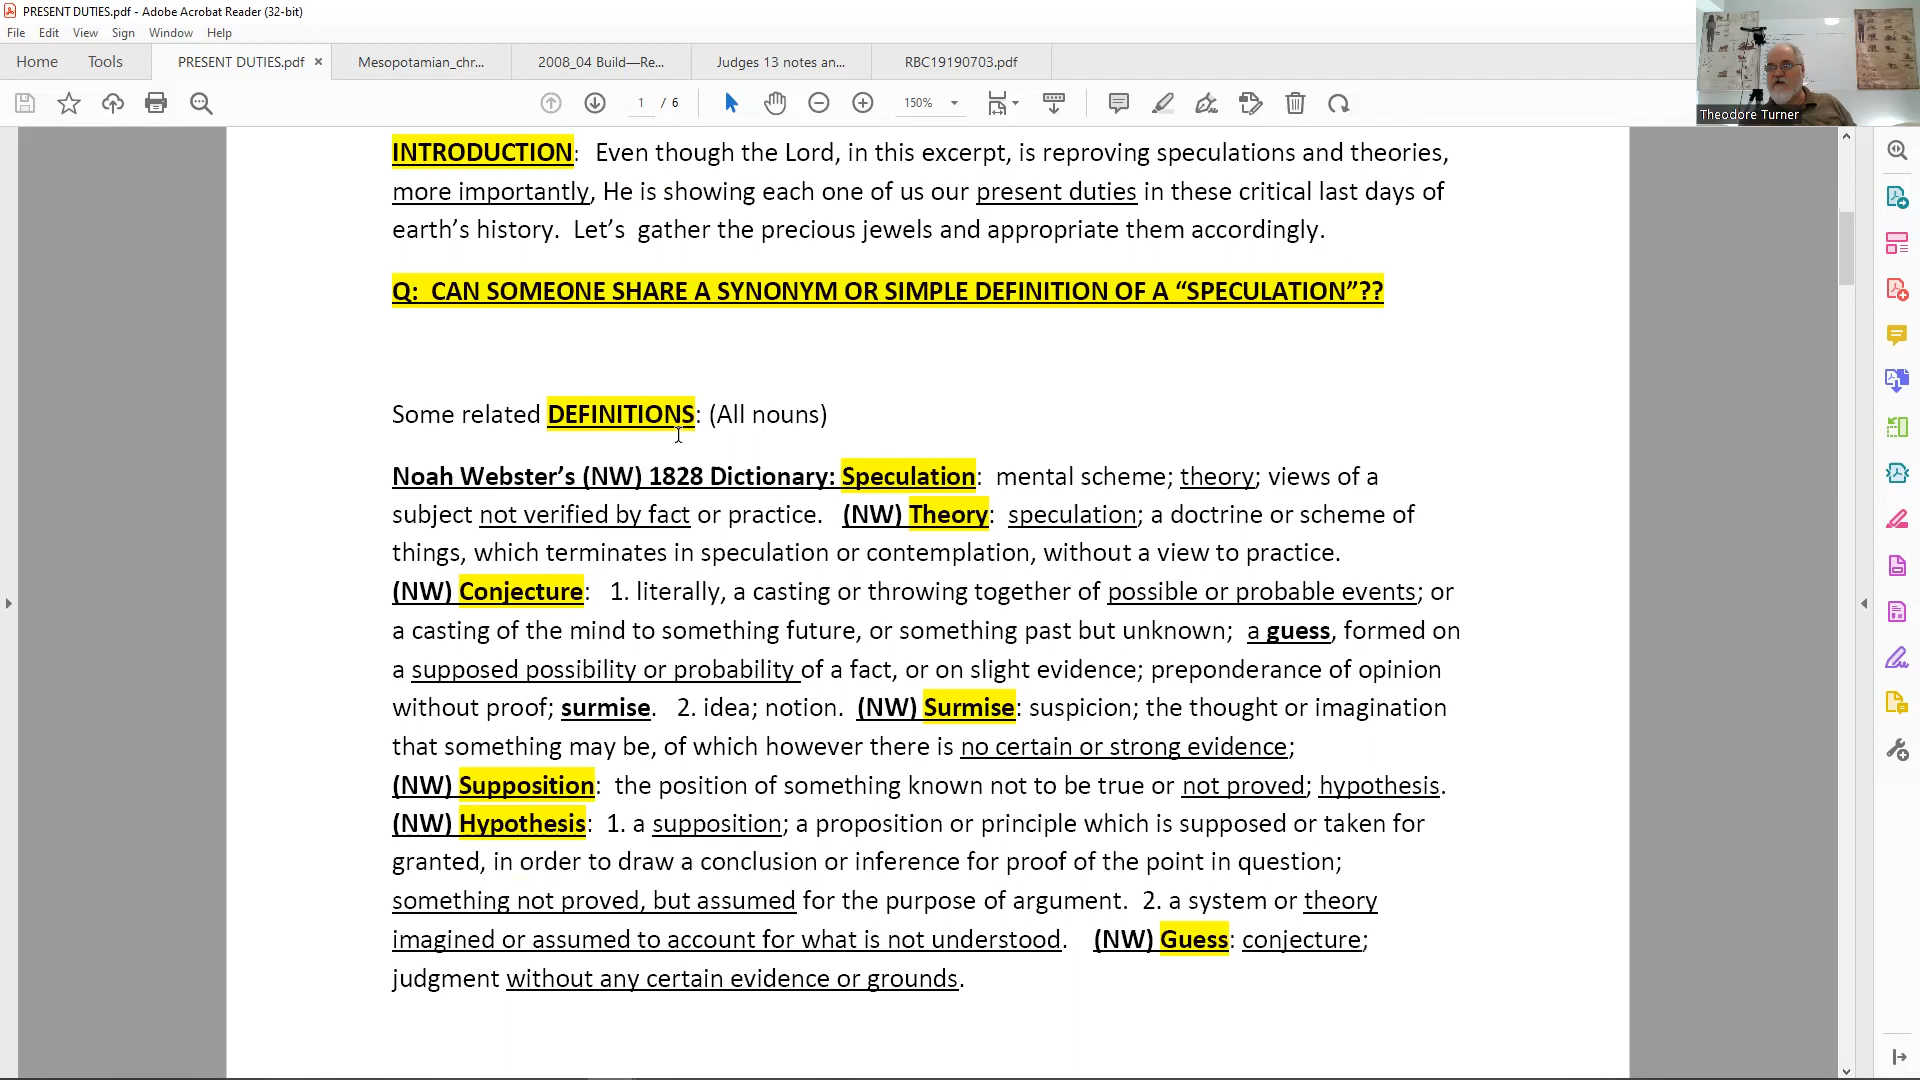 PRESENT DUTIES.pdf - Adobe Acrobat Reader (32-bit)
File Edit View Sign Window Help
Home Tools PRESENT DUTIES.pdf × Mesopotamian_chr... 2008_04 Build—Re... Judges 13 notes an... RBC19190703.pdf
1 / 6 150%
Theodore Turner
INTRODUCTION: Even though the Lord, in this excerpt, is reproving speculations and theories,
more importantly, He is showing each one of us our present duties in these critical last days of
earth’s history. Let’s gather the precious jewels and appropriate them accordingly.
Q: CAN SOMEONE SHARE A SYNONYM OR SIMPLE DEFINITION OF A “SPECULATION”??
Some related DEFINITIONS: (All nouns)
Noah Webster’s (NW) 1828 Dictionary: Speculation: mental scheme; theory; views of a
subject not verified by fact or practice. (NW) Theory: speculation; a doctrine or scheme of
things, which terminates in speculation or contemplation, without a view to practice.
(NW) Conjecture: 1. literally, a casting or throwing together of possible or probable events; or
a casting of the mind to something future, or something past but unknown; a guess, formed on
a supposed possibility or probability of a fact, or on slight evidence; preponderance of opinion
without proof; surmise. 2. idea; notion. (NW) Surmise: suspicion; the thought or imagination
that something may be, of which however there is no certain or strong evidence;
(NW) Supposition: the position of something known not to be true or not proved; hypothesis.
(NW) Hypothesis: 1. a supposition; a proposition or principle which is supposed or taken for
granted, in order to draw a conclusion or inference for proof of the point in question;
something not proved, but assumed for the purpose of argument. 2. a system or theory
imagined or assumed to account for what is not understood. (NW) Guess: conjecture;
judgment without any certain evidence or grounds.